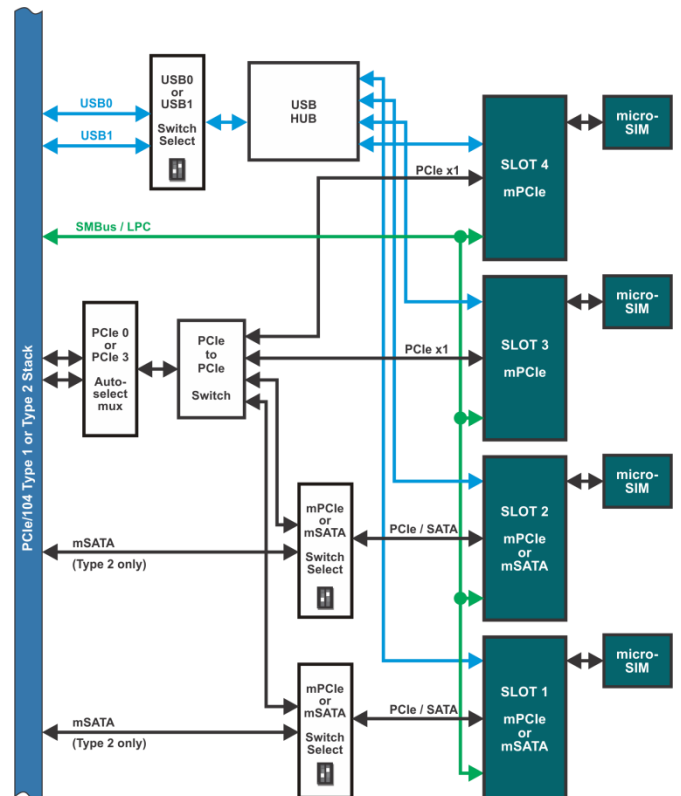 PCIe/104 Type 1 or Type 2 Stack
USB0
USB1
USB0
or
USB1
Switch
Select
USB
HUB
SLOT 4
mPCIe
micro-
SIM
PCIe x1
SMBus / LPC
PCIe 0
or
PCIe 3
Auto-
select
mux
PCIe
to
PCIe
Switch
PCIe x1
SLOT 3
mPCIe
micro-
SIM
mSATA
(Type 2 only)
mPCIe
or
mSATA
Switch
Select
PCIe / SATA
SLOT 2
mPCIe
or
mSATA
micro-
SIM
mSATA
(Type 2 only)
mPCIe
or
mSATA
Switch
Select
PCIe / SATA
SLOT 1
mPCIe
or
mSATA
micro-
SIM